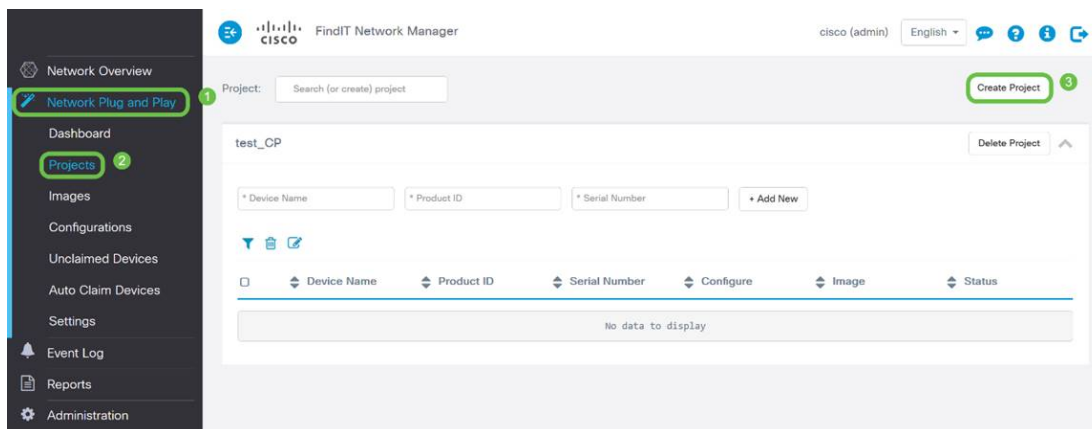 CISCO FindIT Network Manager
cisco (admin) English
Network Overview
Network Plug and Play 1
Dashboard
Projects 2
Images
Configurations
Unclaimed Devices
Auto Claim Devices
Settings
Event Log
Reports
Administration
Project: Search (or create) project Create Project 3
test_CP Delete Project
* Device Name * Product ID * Serial Number + Add New
Device Name Product ID Serial Number Configure Image Status
No data to display